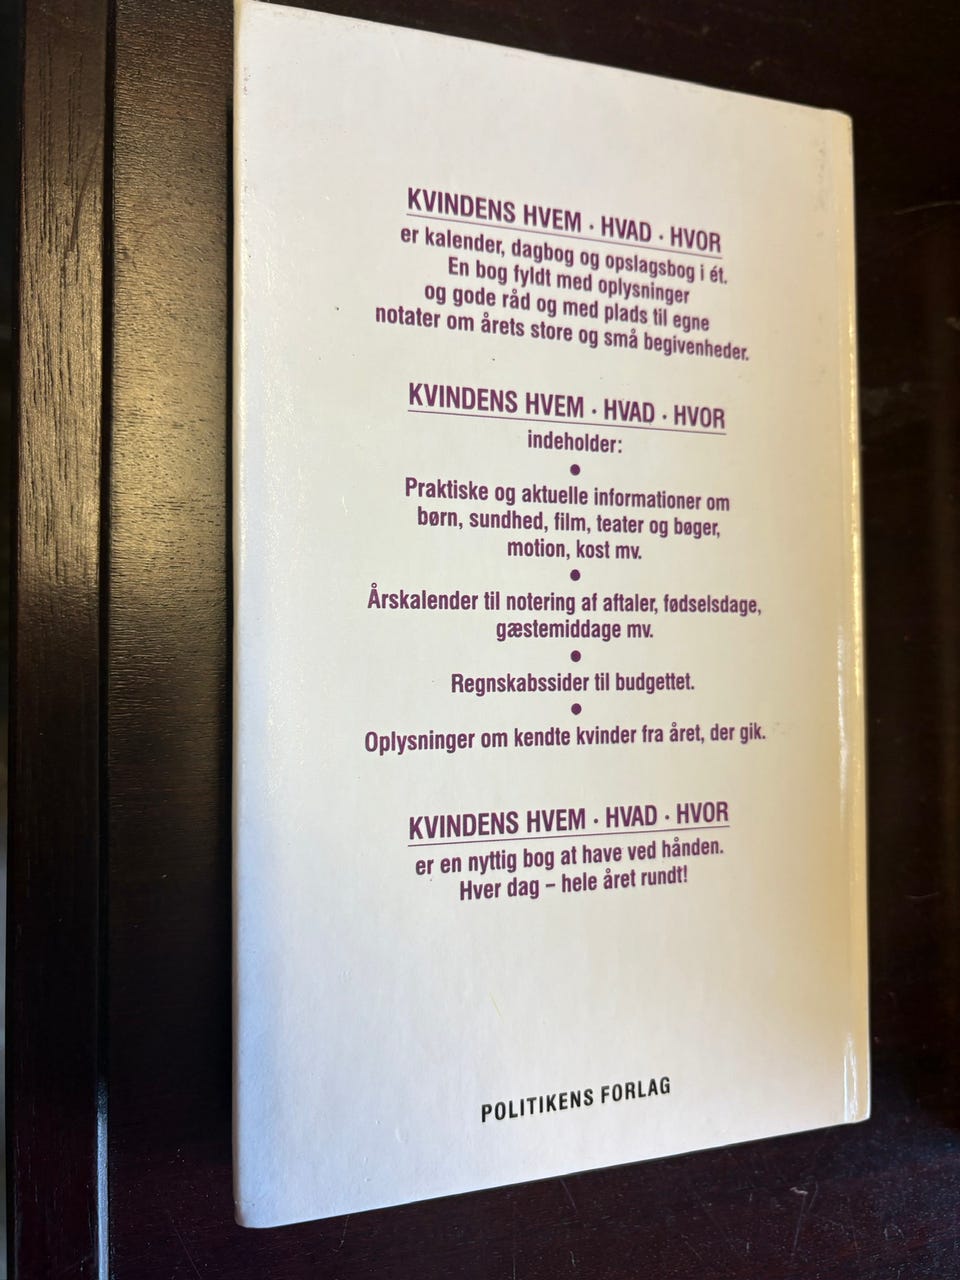 KVINDENS HVEM · HVAD · HVOR
er kalender, dagbog og opslagsbog i ét.
En bog fyldt med oplysninger
og gode råd og med plads til egne
notater om årets store og små begivenheder.
KVINDENS HVEM · HVAD · HVOR
indeholder:
●
Praktiske og aktuelle informationer om
børn, sundhed, film, teater og bøger,
motion, kost mv.
●
Årskalender til notering af aftaler, fødselsdage,
gæstemiddage mv.
●
Regnskabssider til budgettet.
●
Oplysninger om kendte kvinder fra året, der gik.
KVINDENS HVEM · HVAD · HVOR
er en nyttig bog at have ved hånden.
Hver dag – hele året rundt!
POLITIKENS FORLAG